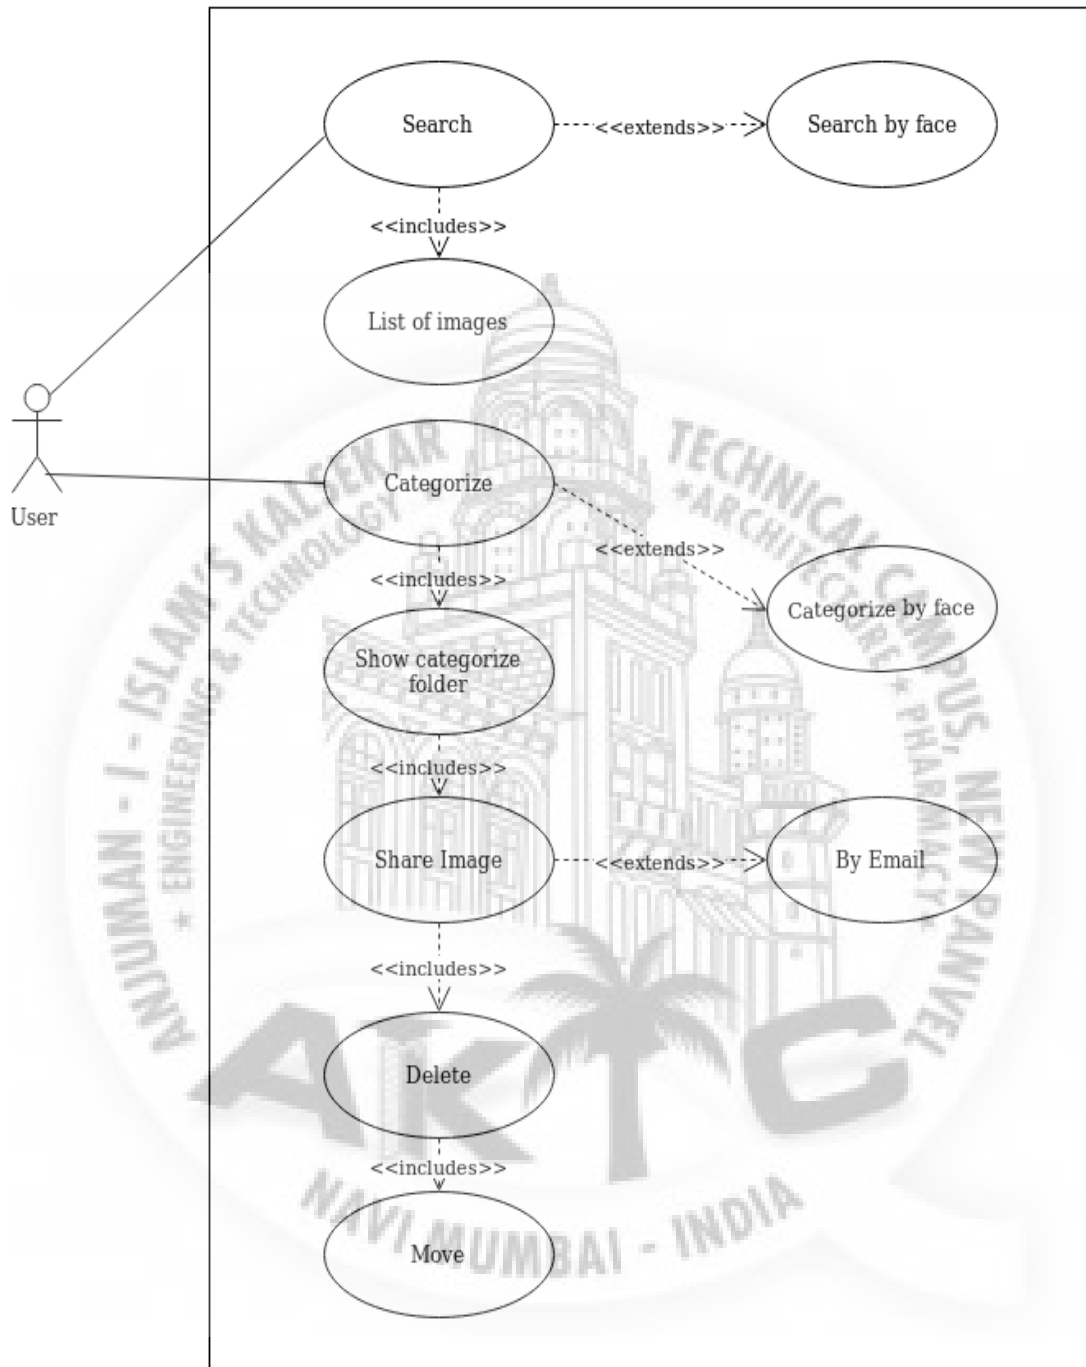 Search
<<extends>>
Search by face
<<includes>>
List of images
User
Categorize
<<extends>>
Categorize by face
<<includes>>
Show categorize
folder
<<includes>>
Share Image
<<extends>>
By Email
<<includes>>
Delete
<<includes>>
Move
ANJUMAN - I - ISLAM'S KALSEKAR TECHNICAL CAMPUS, NEW PANVEL
* ENGINEERING & TECHNOLOGY *ARCHITECTURE * PHARMACY
AKTC
NAVI MUMBAI - INDIA